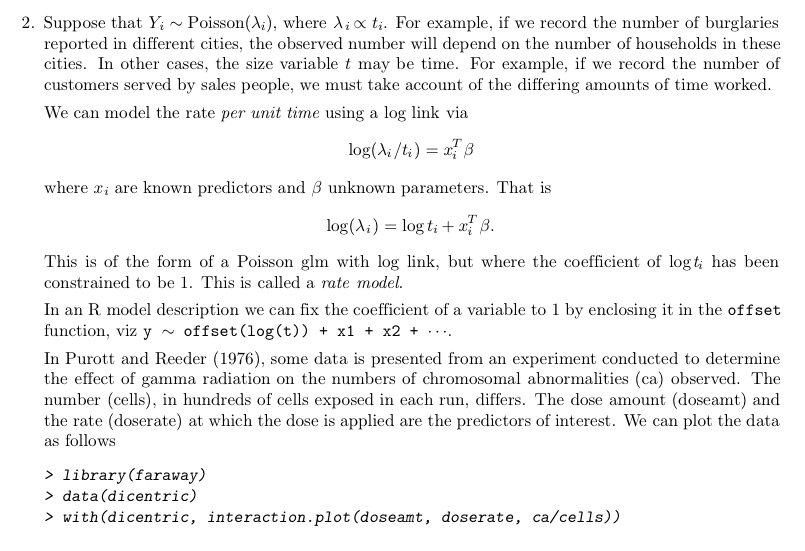 2. Suppose that Y_i ∼ Poisson(λ_i), where λ_i ∝ t_i. For example, if we record the number of burglaries
reported in different cities, the observed number will depend on the number of households in these
cities. In other cases, the size variable t may be time. For example, if we record the number of
customers served by sales people, we must take account of the differing amounts of time worked.
We can model the rate per unit time using a log link via
log(λ_i/t_i) = x_i^T β
where x_i are known predictors and β unknown parameters. That is
log(λ_i) = log t_i + x_i^T β.
This is of the form of a Poisson glm with log link, but where the coefficient of log t_i has been
constrained to be 1. This is called a rate model.
In an R model description we can fix the coefficient of a variable to 1 by enclosing it in the offset
function, viz y ∼ offset(log(t)) + x1 + x2 + ···.
In Purott and Reeder (1976), some data is presented from an experiment conducted to determine
the effect of gamma radiation on the numbers of chromosomal abnormalities (ca) observed. The
number (cells), in hundreds of cells exposed in each run, differs. The dose amount (doseamt) and
the rate (doserate) at which the dose is applied are the predictors of interest. We can plot the data
as follows
> library(faraway)
> data(dicentric)
> with(dicentric, interaction.plot(doseamt, doserate, ca/cells))